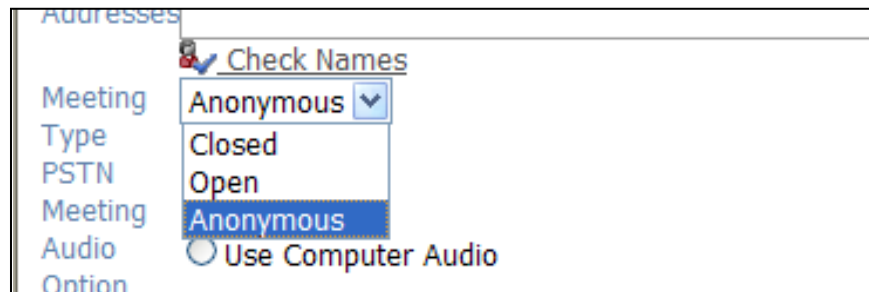 Addresses
Check Names
Meeting Anonymous
Type Closed
PSTN Open
Meeting Anonymous
Audio Use Computer Audio
Option